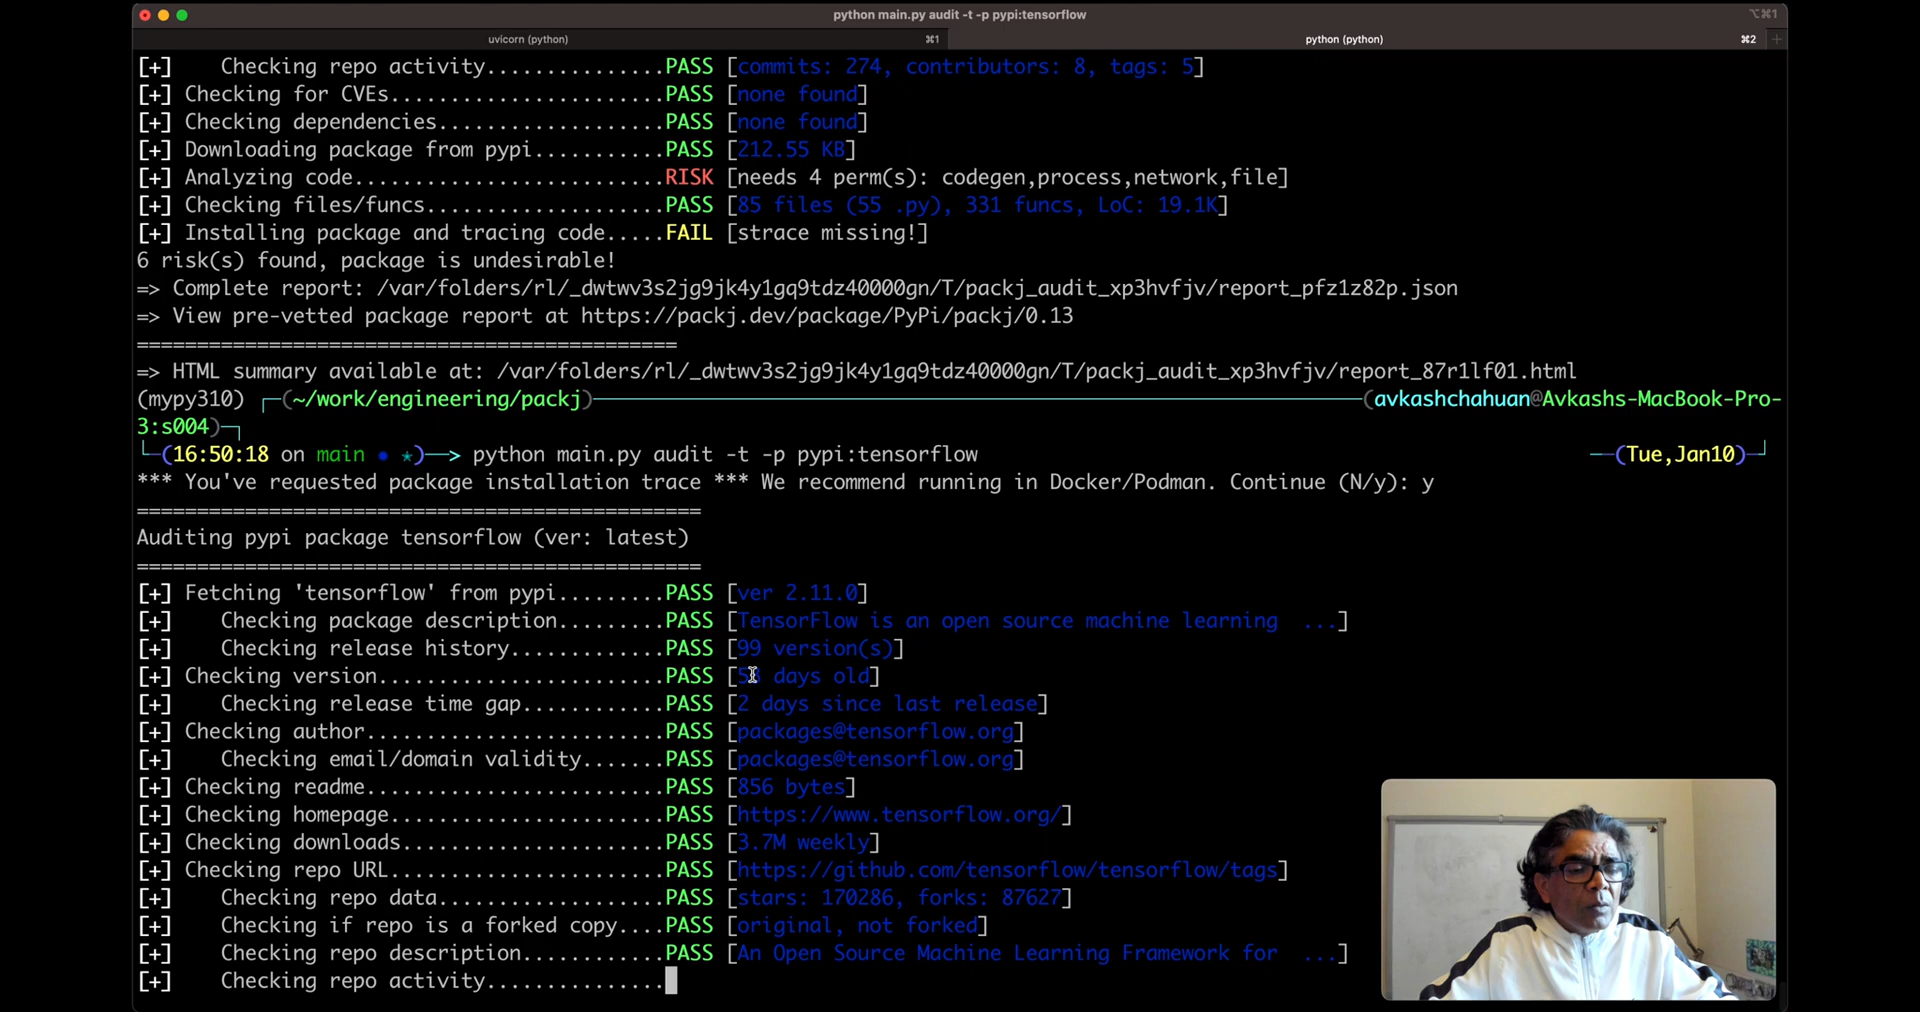 python main.py audit -t -p pypi:tensorflow
⌥⌘1
uvicorn (python)
⌘1
python (python)
⌘2
+
[+]    Checking repo activity...............PASS [commits: 274, contributors: 8, tags: 5]
[+] Checking for CVEs.......................PASS [none found]
[+] Checking dependencies...................PASS [none found]
[+] Downloading package from pypi...........PASS [212.55 KB]
[+] Analyzing code..........................RISK [needs 4 perm(s): codegen,process,network,file]
[+] Checking files/funcs....................PASS [85 files (55 .py), 331 funcs, LoC: 19.1K]
[+] Installing package and tracing code.....FAIL [strace missing!]
6 risk(s) found, package is undesirable!
=> Complete report: /var/folders/rl/_dwtwv3s2jg9jk4y1gq9tdz40000gn/T/packj_audit_xp3hvfjv/report_pfz1z82p.json
=> View pre-vetted package report at https://packj.dev/package/PyPi/packj/0.13
=============================================
=> HTML summary available at: /var/folders/rl/_dwtwv3s2jg9jk4y1gq9tdz40000gn/T/packj_audit_xp3hvfjv/report_87r1lf01.html
(mypy310) ┌─(~/work/engineering/packj)────(avkashchahuan@Avkashs-MacBook-Pro-
3:s004)─┐
└─(16:50:18 on main ● ✶)──> python main.py audit -t -p pypi:tensorflow ──(Tue,Jan10)─┘
*** You've requested package installation trace *** We recommend running in Docker/Podman. Continue (N/y): y
===============================================
Auditing pypi package tensorflow (ver: latest)
===============================================
[+] Fetching 'tensorflow' from pypi.........PASS [ver 2.11.0]
[+]    Checking package description.........PASS [TensorFlow is an open source machine learning  ...]
[+]    Checking release history.............PASS [99 version(s)]
[+] Checking version........................PASS [ days old]
[+]    Checking release time gap............PASS [2 days since last release]
[+] Checking author.........................PASS [packages@tensorflow.org]
[+]    Checking email/domain validity.......PASS [packages@tensorflow.org]
[+] Checking readme.........................PASS [856 bytes]
[+] Checking homepage.......................PASS [https://www.tensorflow.org/]
[+] Checking downloads......................PASS [3.7M weekly]
[+] Checking repo URL.......................PASS [https://github.com/tensorflow/tensorflow/tags]
[+]    Checking repo data...................PASS [stars: 170286, forks: 87627]
[+]    Checking if repo is a forked copy....PASS [original, not forked]
[+]    Checking repo description............PASS [An Open Source Machine Learning Framework for  ...]
[+]    Checking repo activity...............